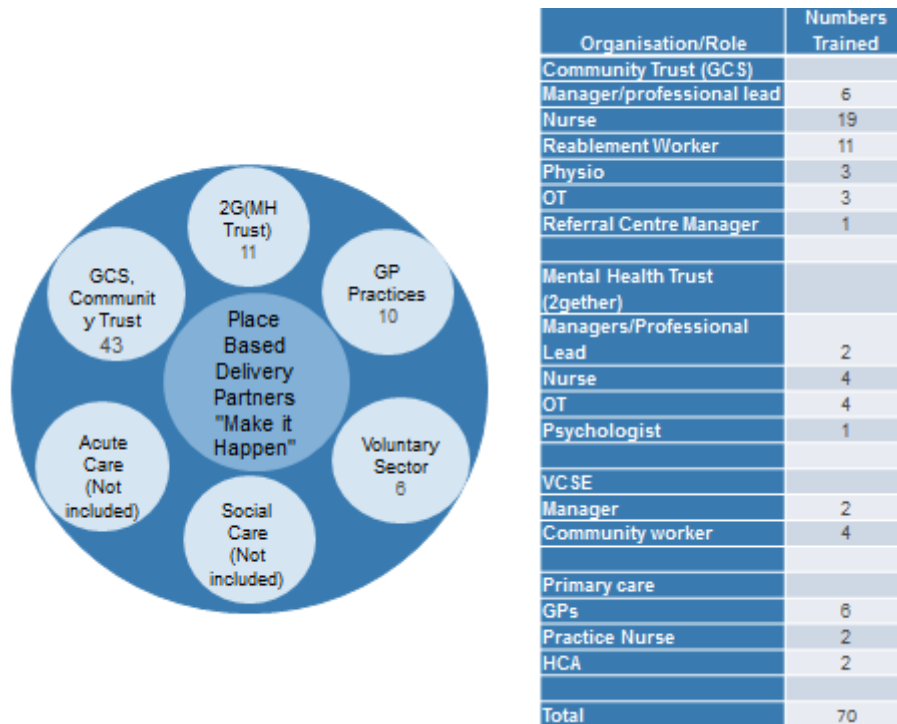 2G(MH
Trust)
11
GP
Practices
10
GCS,
Communit
y Trust
43
Place
Based
Delivery
Partners
"Make it
Happen"
Voluntary
Sector
6
Acute
Care
(Not
included)
Social
Care
(Not
included)
Organisation/Role Numbers Trained
Community Trust (GCS)
Manager/professional lead 6
Nurse 19
Reablement Worker 11
Physio 3
OT 3
Referral Centre Manager 1
Mental Health Trust
(2gether)
Managers/Professional
Lead 2
Nurse 4
OT 4
Psychologist 1
VCSE
Manager 2
Community worker 4
Primary care
GPs 6
Practice Nurse 2
HCA 2
Total 70